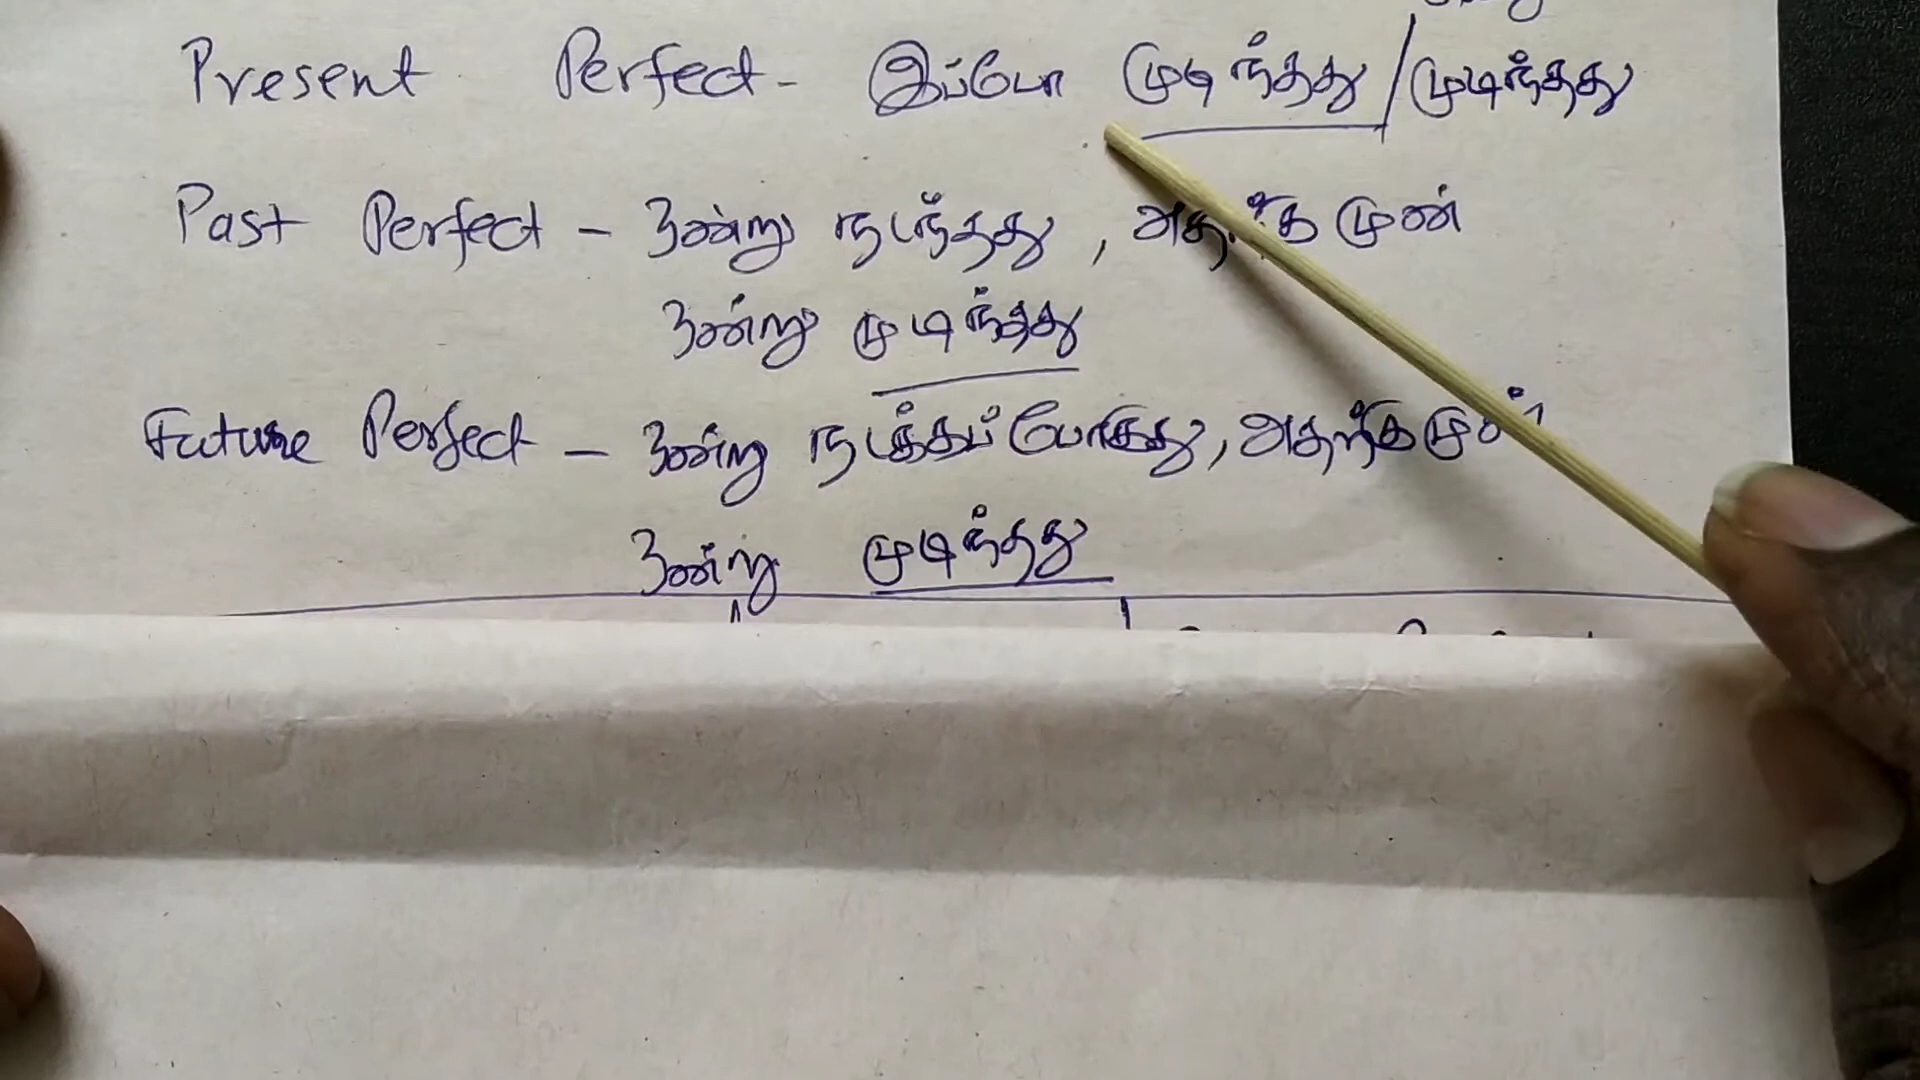 Present Perfect - இப்போ முடிந்தது / முடிந்தது
Past Perfect - ஒன்று நடந்தது , அதற்கு முன்
ஒன்று முடிந்தது
Future Perfect - ஒன்று நடக்கப் போகுது, அதற்கு முன்
ஒன்று முடிந்தது